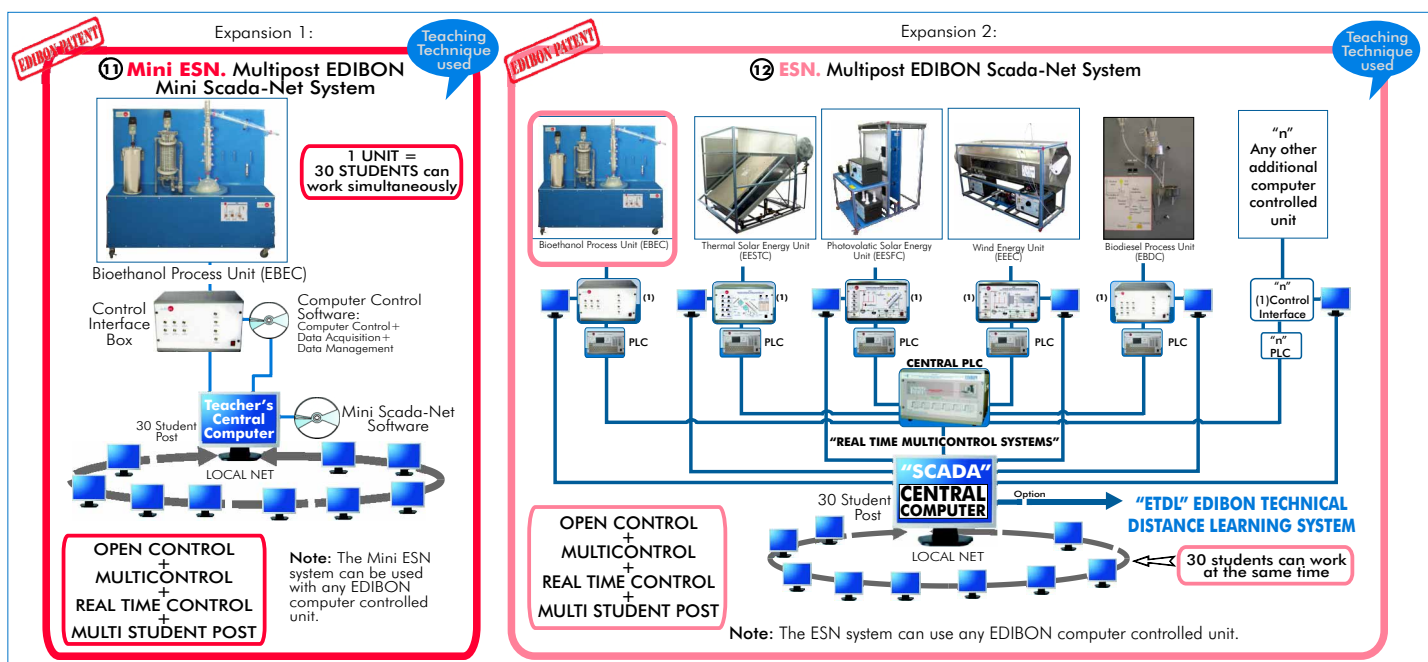 Expansion 1:
EDIBON PATENT
Teaching
Technique
used
11 Mini ESN. Multipost EDIBON
Mini Scada-Net System
1 UNIT =
30 STUDENTS can
work simultaneously
Bioethanol Process Unit (EBEC)
Control
Interface
Box
Computer Control
Software:
Computer Control+
Data Acquisition+
Data Management
Teacher's
Central
Computer
Mini Scada-Net
Software
30 Student
Post
LOCAL NET
OPEN CONTROL
+
MULTICONTROL
+
REAL TIME CONTROL
+
MULTI STUDENT POST
Note: The Mini ESN
system can be used
with any EDIBON
computer controlled
unit.
Expansion 2:
EDIBON PATENT
Teaching
Technique
used
12 ESN. Multipost EDIBON Scada-Net System
Bioethanol Process Unit (EBEC)
Thermal Solar Energy Unit
(EESTC)
Photovolatic Solar Energy
Unit (EESFC)
Wind Energy Unit
(EEEC)
Biodiesel Process Unit
(EBDC)
"n"
Any other
additional
computer
controlled
unit
(1)
(1)
(1)
(1)
(1)
"n"
(1)Control
Interface
PLC
PLC
PLC
PLC
PLC
"n"
PLC
CENTRAL PLC
"REAL TIME MULTICONTROL SYSTEMS"
"SCADA"
CENTRAL
COMPUTER
30 Student
Post
Option
"ETDL" EDIBON TECHNICAL
DISTANCE LEARNING SYSTEM
LOCAL NET
30 students can work
at the same time
OPEN CONTROL
+
MULTICONTROL
+
REAL TIME CONTROL
+
MULTI STUDENT POST
Note: The ESN system can use any EDIBON computer controlled unit.